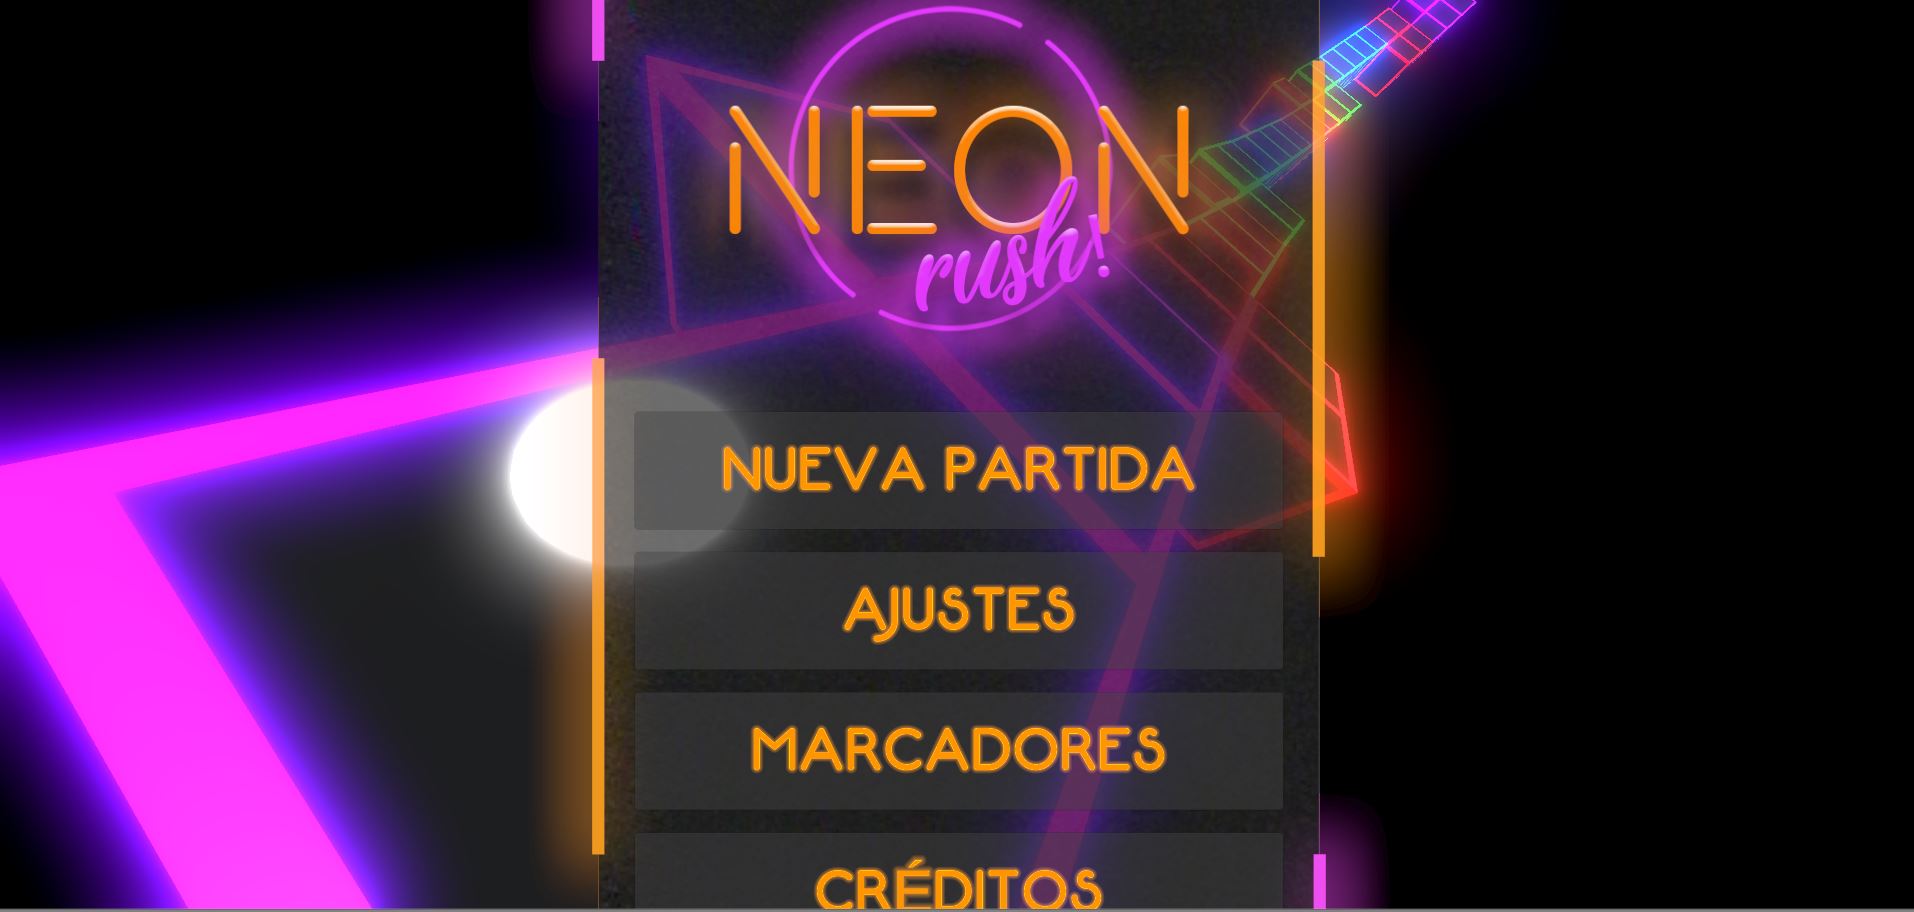 NEON
rush!
NUEVA PARTIDA
AJUSTES
MARCADORES
CRÉDITOS